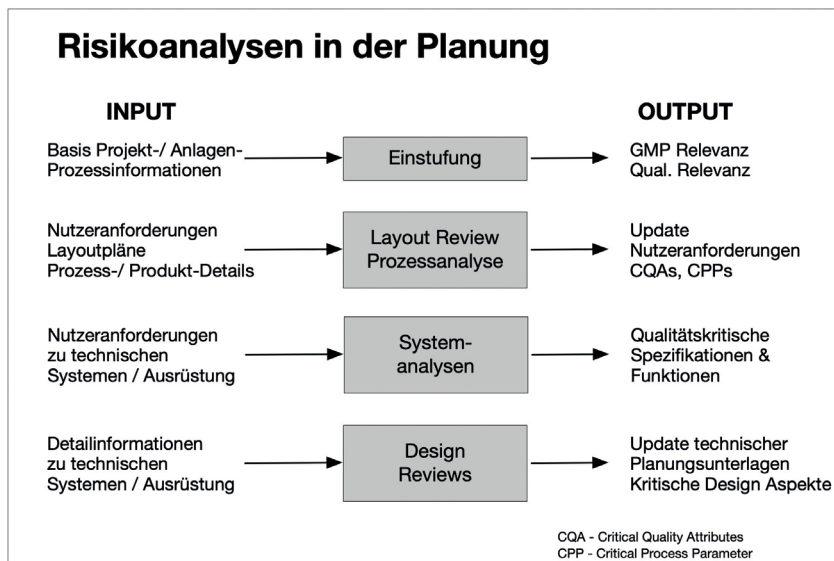 Risikoanalysen in der Planung
INPUT
OUTPUT
Basis Projekt-/ Anlagen-
Prozessinformationen
Einstufung
GMP Relevanz
Qual. Relevanz
Nutzeranforderungen
Layoutpläne
Prozess-/ Produkt-Details
Layout Review
Prozessanalyse
Update
Nutzeranforderungen
CQAs, CPPs
Nutzeranforderungen
zu technischen
Systemen / Ausrüstung
System-
analysen
Qualitätskritische
Spezifikationen &
Funktionen
Detailinformationen
zu technischen
Systemen / Ausrüstung
Design
Reviews
Update technischer
Planungsunterlagen
Kritische Design Aspekte
CQA - Critical Quality Attributes
CPP - Critical Process Parameter